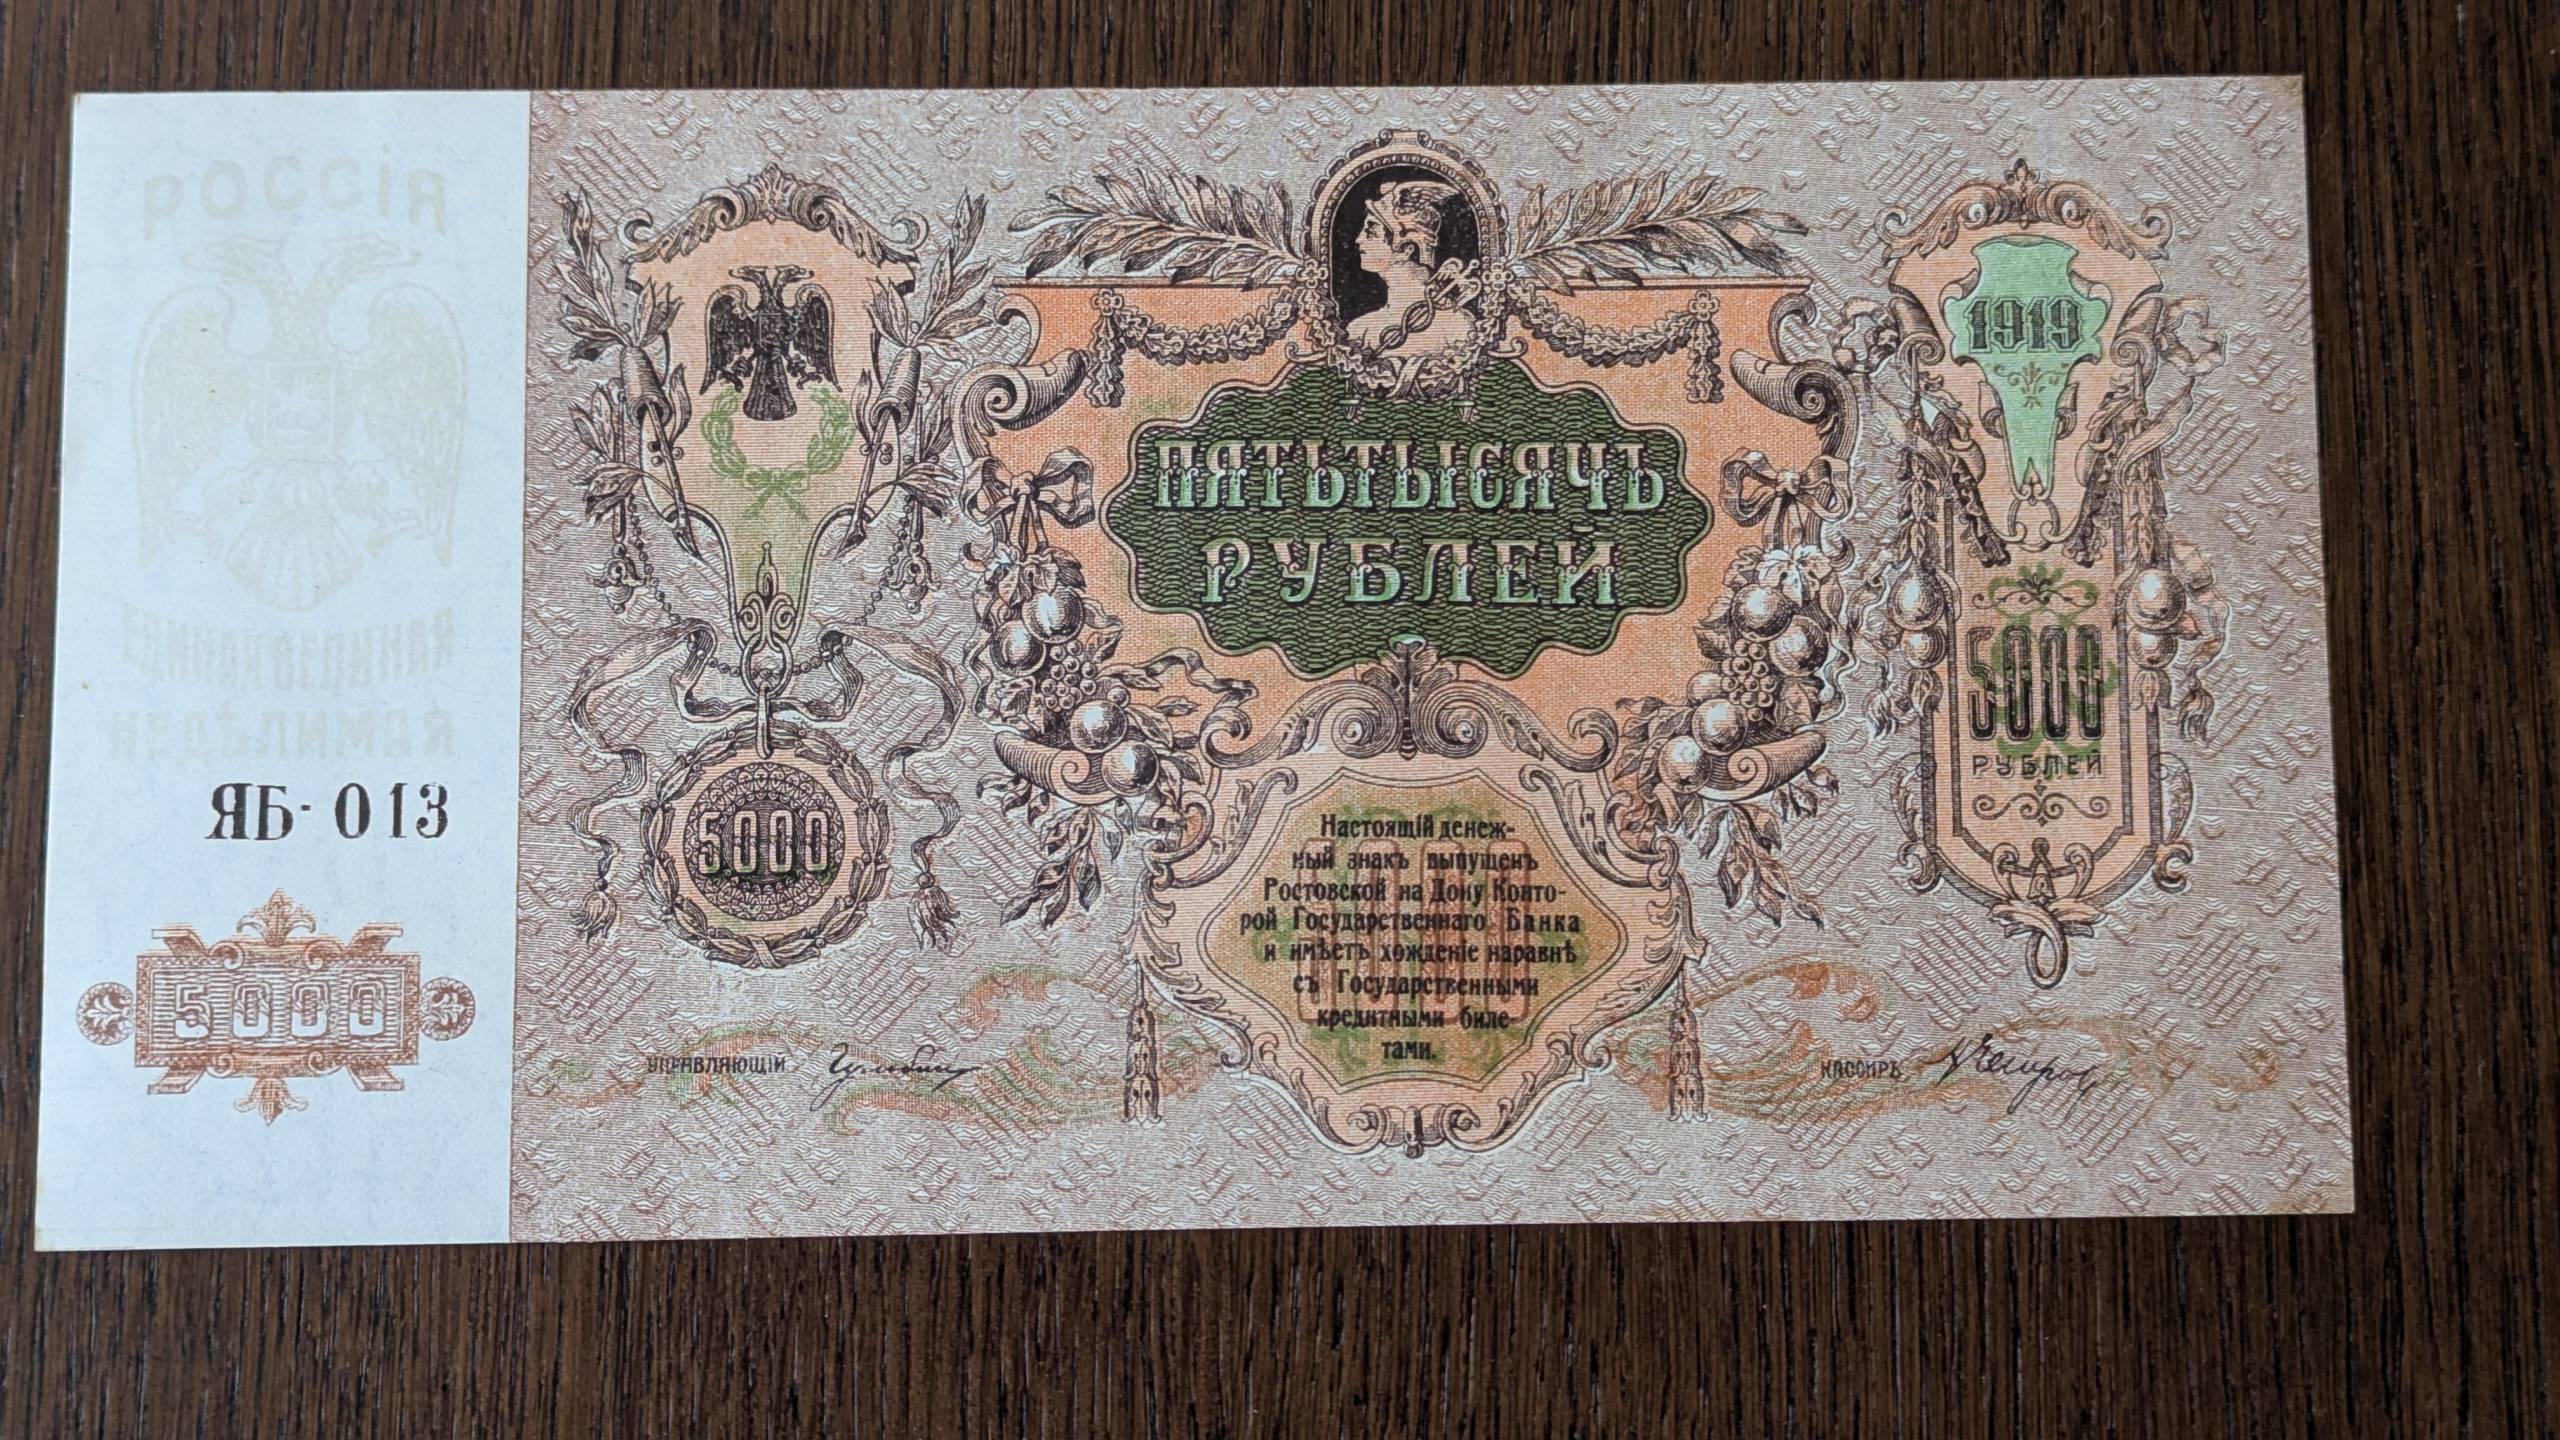 РОССІЯ
ЕДИНАЯ ВЕЛИКАЯ
НЕДѢЛИМАЯ
ЯБ- 013
5000
5000
ПЯТЬТЫСЯЧЬ
РУБЛЕЙ
Настоящій денеж-
ный знакъ выпущенъ
Ростовской на Дону Конто-
рой Государственнаго Банка
и имѣетъ хожденіе наравнѣ
съ Государственными
кредитными биле-
тами.
УПРАВЛЯЮЩІЙ
КАССИРЪ
1919
5000
РУБЛЕЙ